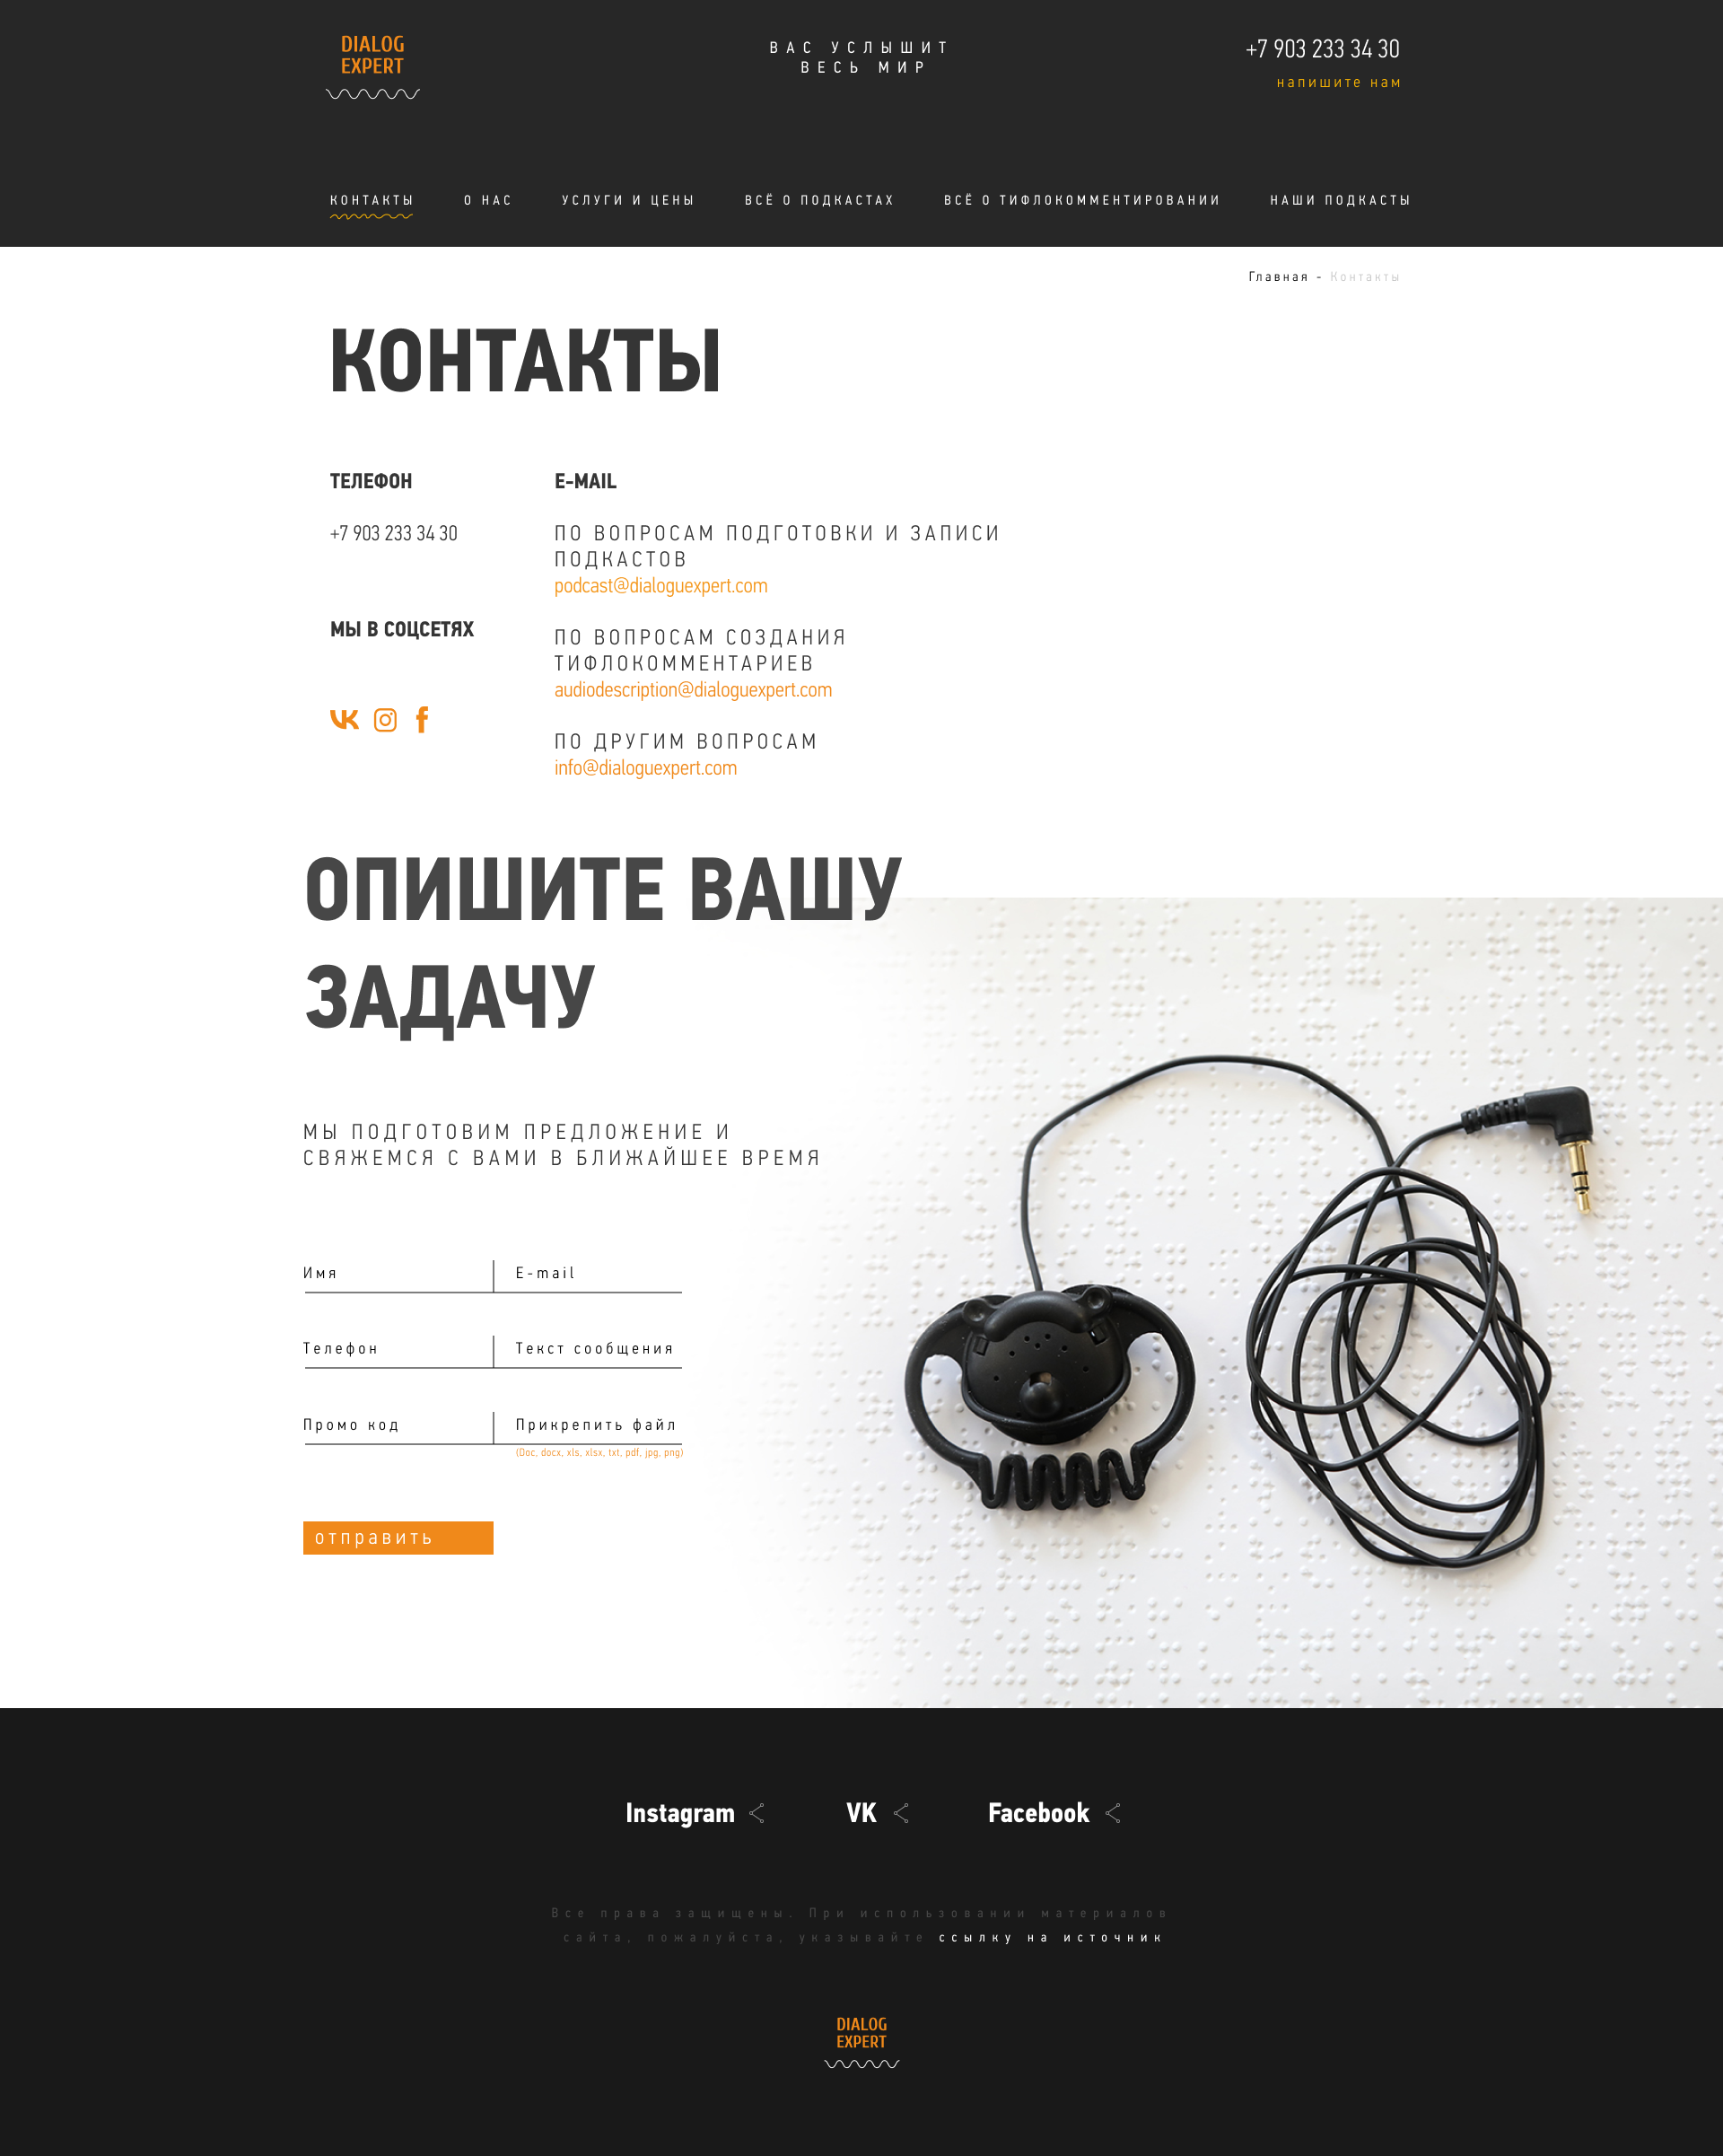 DIALOG
EXPERT
ВАС УСЛЫШИТ
ВЕСЬ МИР
+7 903 233 34 30
напишите нам
КОНТАКТЫ
О НАС
УСЛУГИ И ЦЕНЫ
ВСЁ О ПОДКАСТАХ
ВСЁ О ТИФЛОКОММЕНТИРОВАНИИ
НАШИ ПОДКАСТЫ
Главная - Контакты
КОНТАКТЫ
ТЕЛЕФОН
+7 903 233 34 30
МЫ В СОЦСЕТЯХ
E-MAIL
ПО ВОПРОСАМ ПОДГОТОВКИ И ЗАПИСИ
ПОДКАСТОВ
podcast@dialoguexpert.com
ПО ВОПРОСАМ СОЗДАНИЯ
ТИФЛОКОММЕНТАРИЕВ
audiodescription@dialoguexpert.com
ПО ДРУГИМ ВОПРОСАМ
info@dialoguexpert.com
ОПИШИТЕ ВАШУ
ЗАДАЧУ
МЫ ПОДГОТОВИМ ПРЕДЛОЖЕНИЕ И
СВЯЖЕМСЯ С ВАМИ В БЛИЖАЙШЕЕ ВРЕМЯ
Имя
E-mail
Телефон
Текст сообщения
Промо код
Прикрепить файл
(Doc, docx, xls, xlsx, txt, pdf, jpg, png)
отправить
Instagram
VK
Facebook
Все права защищены. При использовании материалов
сайта, пожалуйста, указывайте ссылку на источник
DIALOG
EXPERT